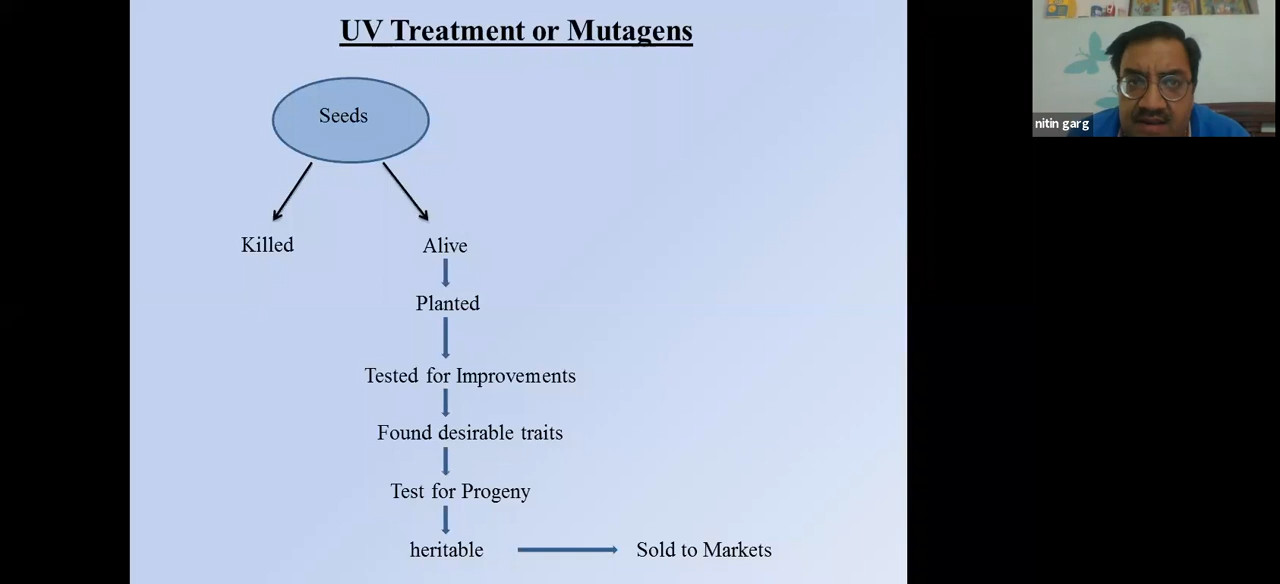 UV Treatment or Mutagens
Seeds
Killed
Alive
Planted
Tested for Improvements
Found desirable traits
Test for Progeny
heritable
Sold to Markets
nitin garg